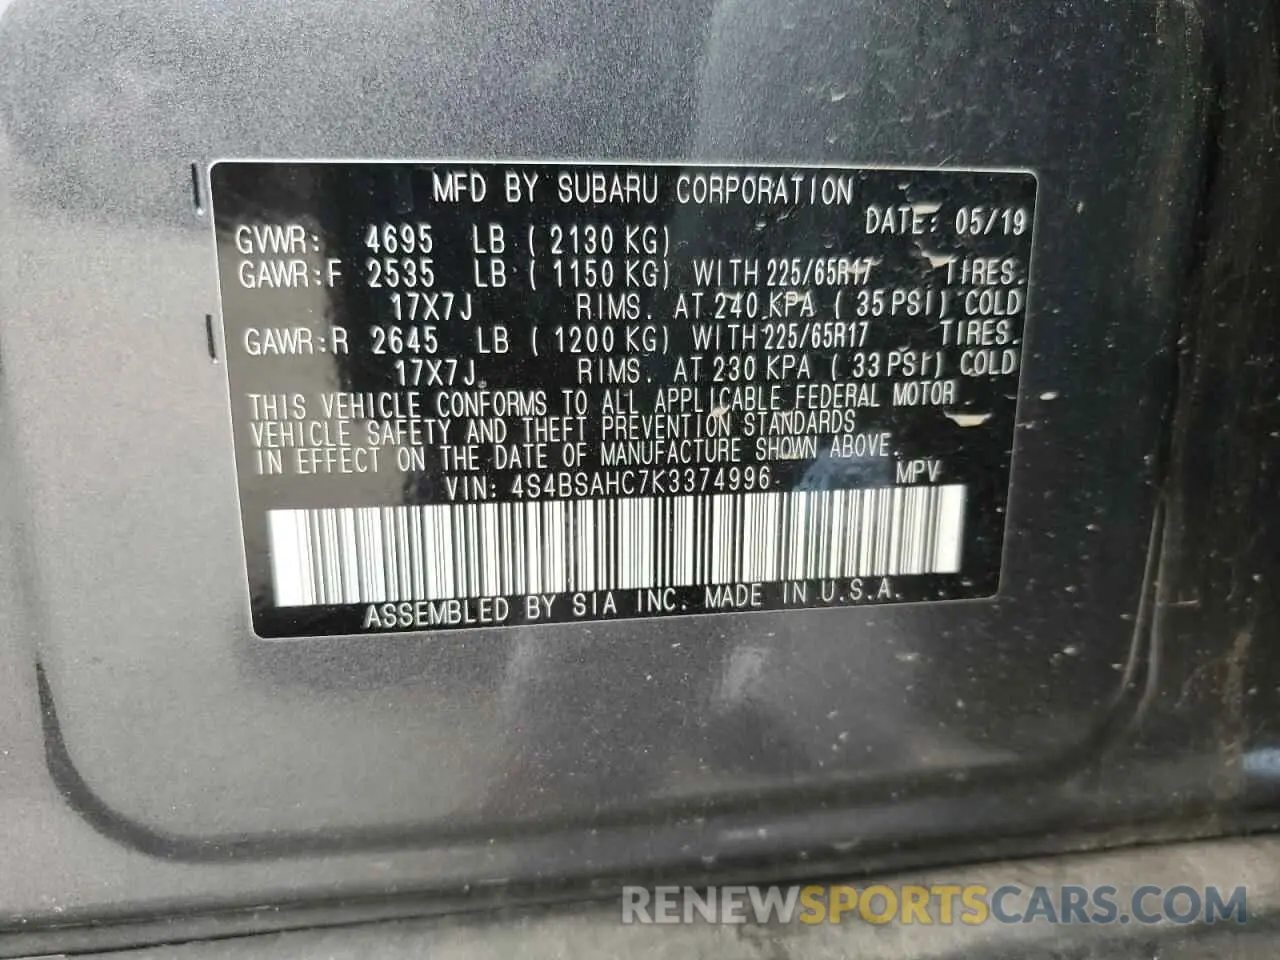 MFD BY SUBARU CORPORATION
DATE: 05/19
GVWR: 4695 LB ( 2130 KG)
GAWR:F 2535 LB ( 1150 KG) WITH 225/65R17 TIRES.
17X7J RIMS. AT 240 KPA ( 35 PSI) COLD
GAWR:R 2645 LB ( 1200 KG) WITH 225/65R17 TIRES.
17X7J RIMS. AT 230 KPA ( 33 PSI) COLD
THIS VEHICLE CONFORMS TO ALL APPLICABLE FEDERAL MOTOR
VEHICLE SAFETY AND THEFT PREVENTION STANDARDS
IN EFFECT ON THE DATE OF MANUFACTURE SHOWN ABOVE.
VIN: 4S4BSAHC7K3374996 MPV
ASSEMBLED BY SIA INC. MADE IN U.S.A.
RENEWSPORTSCARS.COM